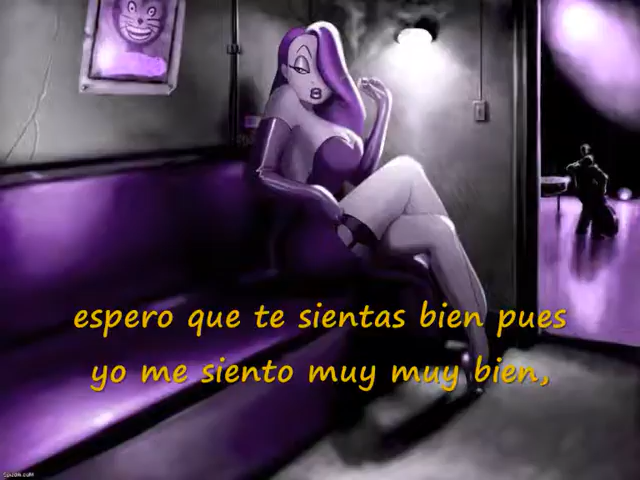 espero que te sientas bien pues
yo me siento muy muy bien,